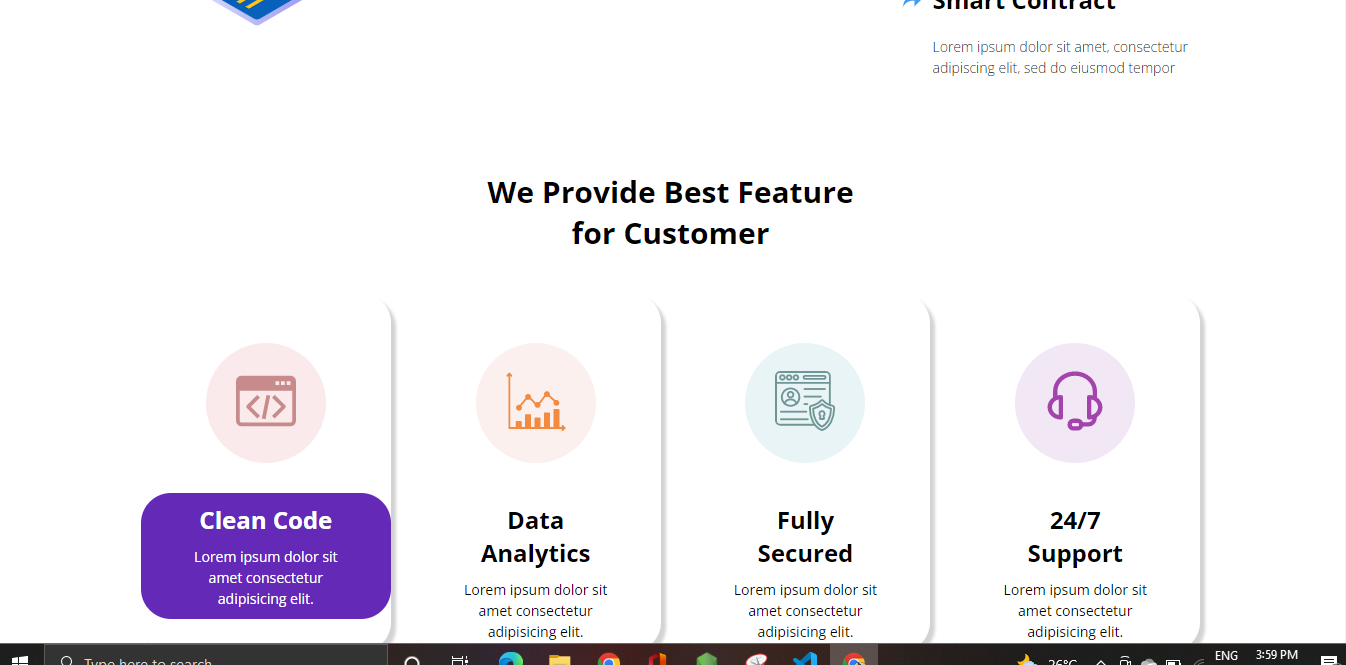 Smart Contract
Lorem ipsum dolor sit amet, consectetur
adipiscing elit, sed do eiusmod tempor
We Provide Best Feature
for Customer
Clean Code
Lorem ipsum dolor sit
amet consectetur
adipisicing elit.
Data
Analytics
Lorem ipsum dolor sit
amet consectetur
adipisicing elit.
Fully
Secured
Lorem ipsum dolor sit
amet consectetur
adipisicing elit.
24/7
Support
Lorem ipsum dolor sit
amet consectetur
adipisicing elit.
Type here to search
26°C
ENG
3:59 PM